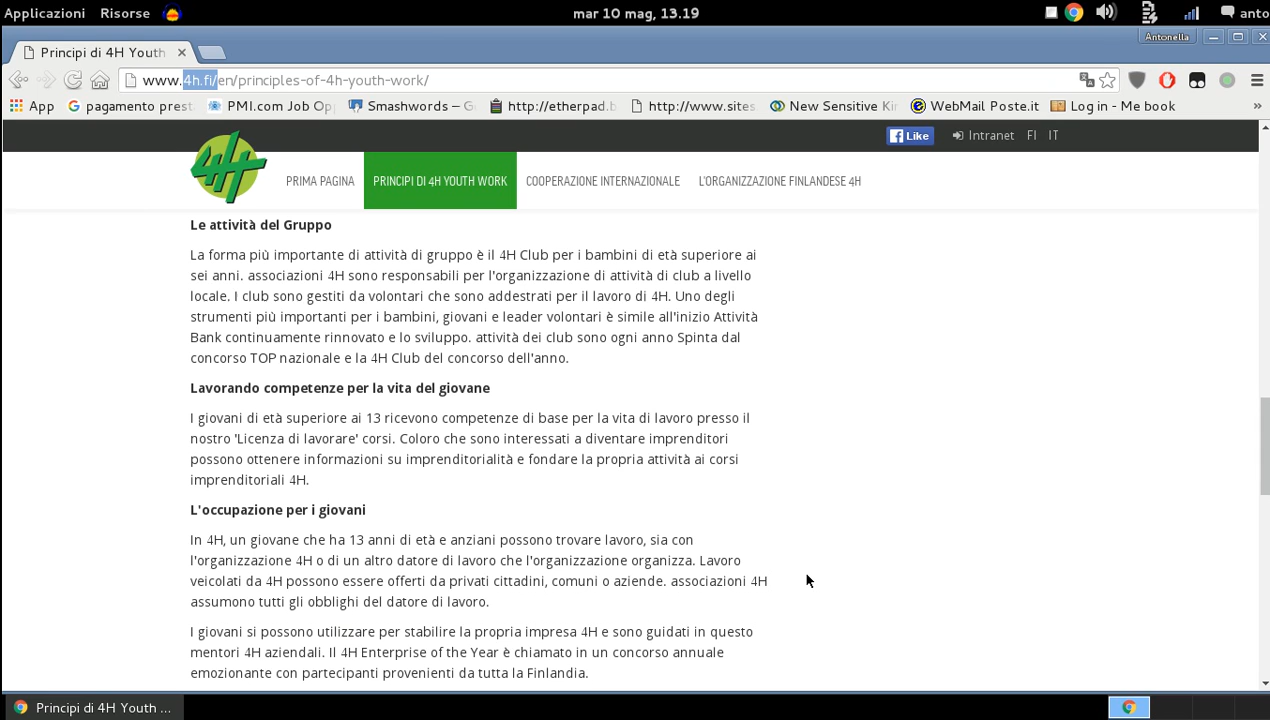 Applicazioni Risorse mar 10 mag, 13.19 anto
Antonella
Principi di 4H Youth
www.4h.fi/en/principles-of-4h-youth-work/
App pagamento prest PMI.com Job Op Smashwords – G http://etherpad.b http://www.sites New Sensitive Ki WebMail Poste.it Log in - Me book »
Like Intranet FI IT
4H
PRIMA PAGINA PRINCIPI DI 4H YOUTH WORK COOPERAZIONE INTERNAZIONALE L'ORGANIZZAZIONE FINLANDESE 4H
Le attività del Gruppo
La forma più importante di attività di gruppo è il 4H Club per i bambini di età superiore ai
sei anni. associazioni 4H sono responsabili per l'organizzazione di attività di club a livello
locale. I club sono gestiti da volontari che sono addestrati per il lavoro di 4H. Uno degli
strumenti più importanti per i bambini, giovani e leader volontari è simile all'inizio Attività
Bank continuamente rinnovato e lo sviluppo. attività dei club sono ogni anno Spinta dal
concorso TOP nazionale e la 4H Club del concorso dell'anno.
Lavorando competenze per la vita del giovane
I giovani di età superiore ai 13 ricevono competenze di base per la vita di lavoro presso il
nostro 'Licenza di lavorare' corsi. Coloro che sono interessati a diventare imprenditori
possono ottenere informazioni su imprenditorialità e fondare la propria attività ai corsi
imprenditoriali 4H.
L'occupazione per i giovani
In 4H, un giovane che ha 13 anni di età e anziani possono trovare lavoro, sia con
l'organizzazione 4H o di un altro datore di lavoro che l'organizzazione organizza. Lavoro
veicolati da 4H possono essere offerti da privati cittadini, comuni o aziende. associazioni 4H
assumono tutti gli obblighi del datore di lavoro.
I giovani si possono utilizzare per stabilire la propria impresa 4H e sono guidati in questo
mentori 4H aziendali. Il 4H Enterprise of the Year è chiamato in un concorso annuale
emozionante con partecipanti provenienti da tutta la Finlandia.
Principi di 4H Youth ...